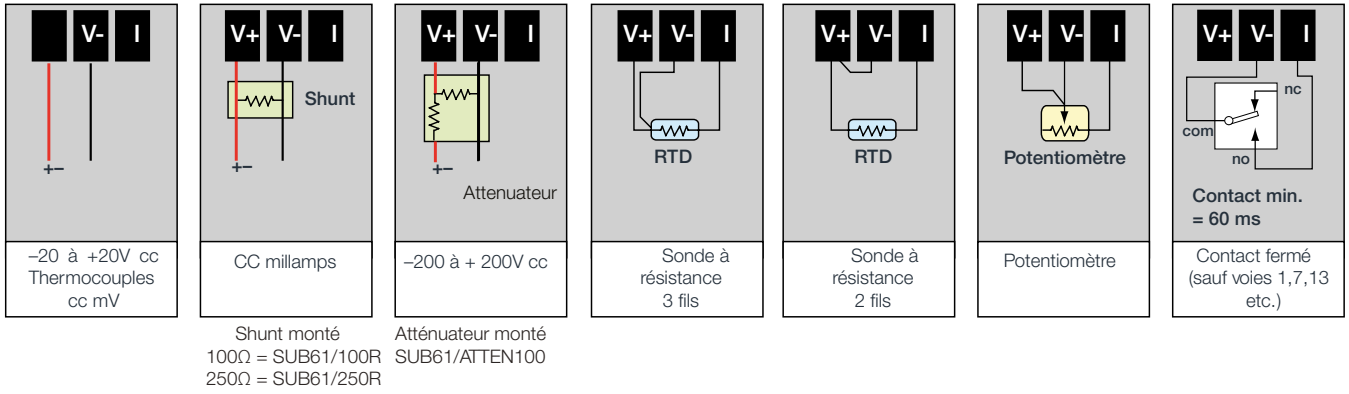 V- I
+−
–20 à +20V cc
Thermocouples
cc mV
V+ V- I
Shunt
+−
CC millamps
Shunt monté
100Ω = SUB61/100R
250Ω = SUB61/250R
V+ V- I
+−
Attenuateur
–200 à + 200V cc
Atténuateur monté
SUB61/ATTEN100
V+ V- I
RTD
Sonde à
résistance
3 fils
V+ V- I
RTD
Sonde à
résistance
2 fils
V+ V- I
Potentiomètre
Potentiomètre
V+ V- I
nc
com
no
Contact min.
= 60 ms
Contact fermé
(sauf voies 1,7,13
etc.)